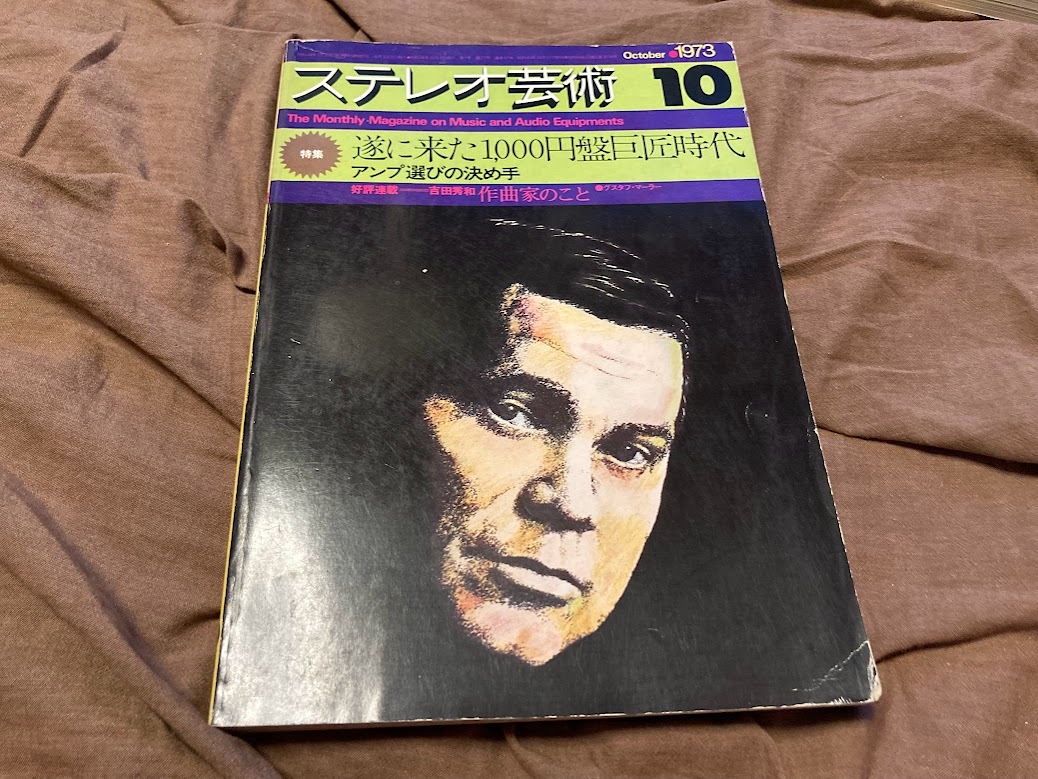 October ●1973
ステレオ芸術 10
The Monthly·Magazine on Music and Audio Equipments
特集
遂に来た1,000円盤巨匠時代
アンプ選びの決め手
好評連載──吉田秀和 作曲家のこと グスタフ・マーラー